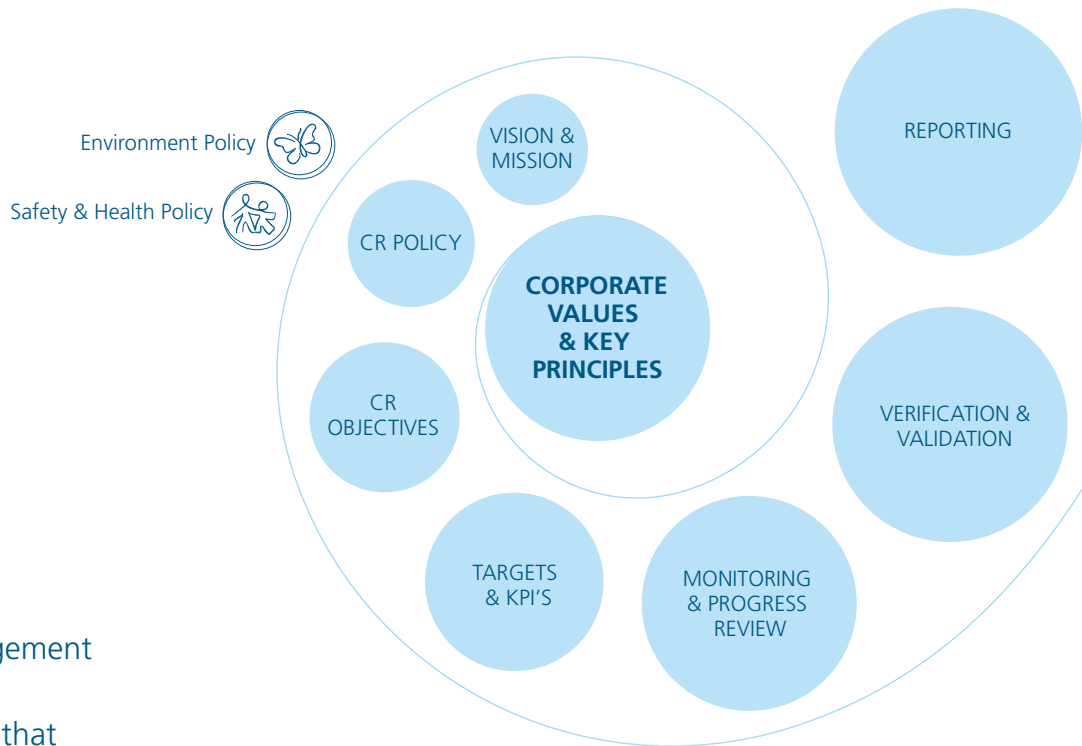 Environment Policy
Safety & Health Policy
VISION &
MISSION
CR POLICY
CORPORATE
VALUES
& KEY
PRINCIPLES
CR
OBJECTIVES
TARGETS
& KPI'S
MONITORING
& PROGRESS
REVIEW
VERIFICATION &
VALIDATION
REPORTING
gement
that